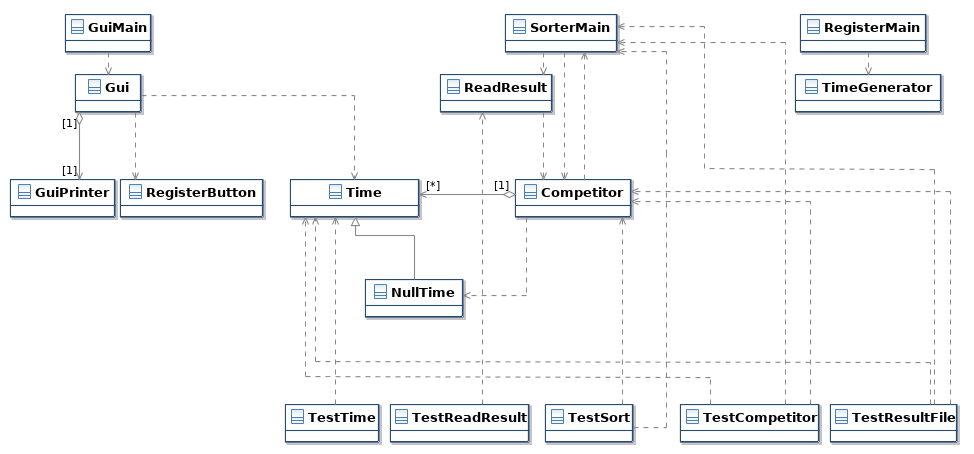 GuiMain
SorterMain
RegisterMain
Gui
ReadResult
TimeGenerator
[1]
[1]
GuiPrinter
RegisterButton
Time
[*]
[1]
Competitor
NullTime
TestTime
TestReadResult
TestSort
TestCompetitor
TestResultFile